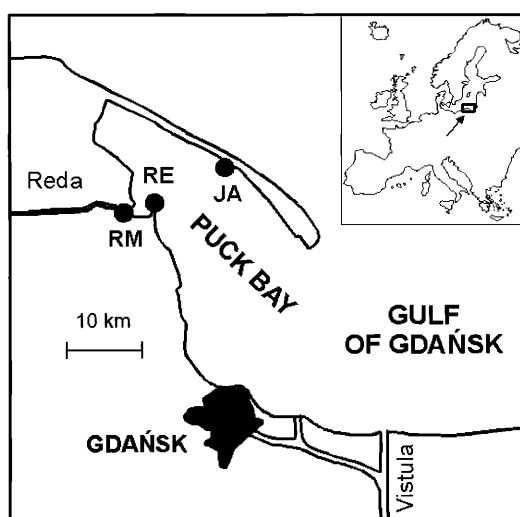 Reda
RE
JA
RM
PUCK BAY
10 km
GULF
OF GDAŃSK
GDAŃSK
Vistula